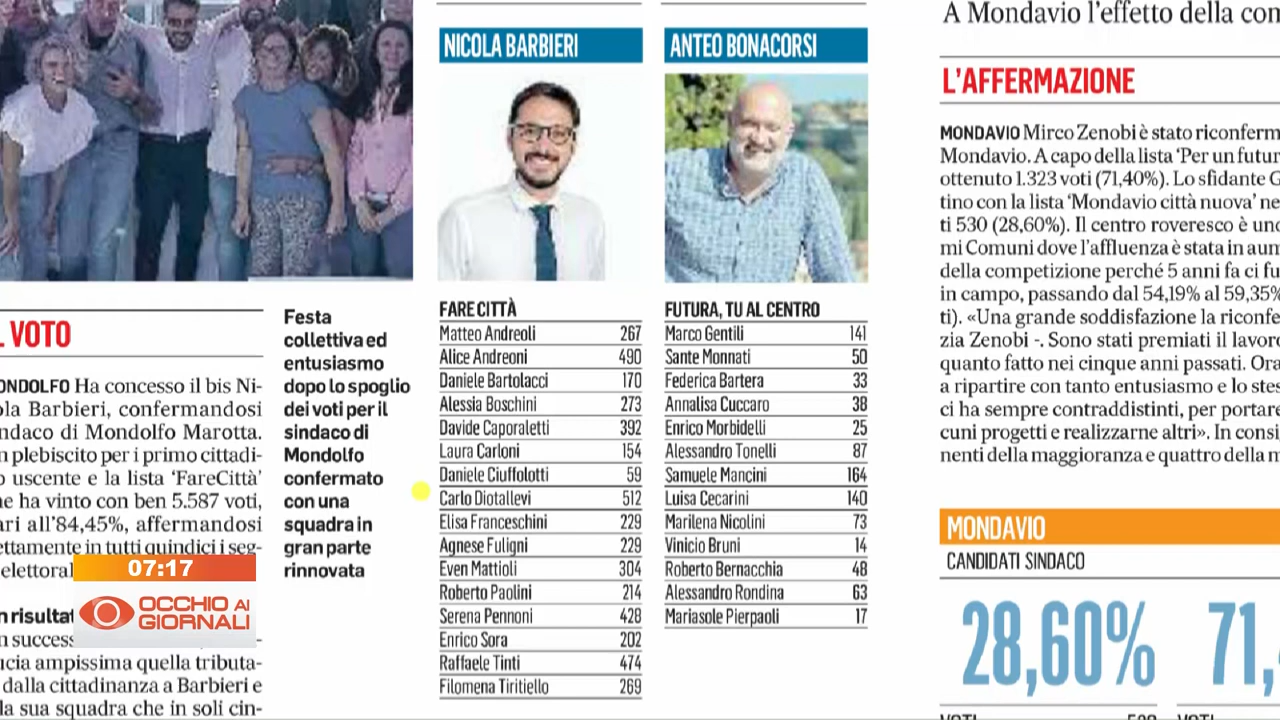 A Mondavio l'effetto della con
NICOLA BARBIERI
ANTEO BONACORSI
L'AFFERMAZIONE
FARE CITTÀ
Matteo Andreoli 267
Alice Andreoni 490
Daniele Bartolacci 170
Alessia Boschini 273
Davide Caporaletti 392
Laura Carloni 154
Daniele Ciuffolotti 59
Carlo Diotallevi 512
Elisa Franceschini 229
Agnese Fuligni 229
Even Mattioli 304
Roberto Paolini 214
Serena Pennoni 428
Enrico Sora 202
Raffaele Tinti 474
Filomena Tiritiello 269
FUTURA, TU AL CENTRO
Marco Gentili 141
Sante Monnati 50
Federica Bartera 33
Annalisa Cuccaro 38
Enrico Morbidelli 25
Alessandro Tonelli 87
Samuele Mancini 164
Luisa Cecarini 140
Marilena Nicolini 73
Vinicio Bruni 14
Roberto Bernacchia 48
Alessandro Rondina 63
Mariasole Pierpaoli 17
L VOTO
ONDOLFO Ha concesso il bis Ni-
ola Barbieri, confermandosi
ndaco di Mondolfo Marotta.
n plebiscito per i primo cittadi-
o uscente e la lista 'FareCittà'
he ha vinto con ben 5.587 voti,
ari all'84,45%, affermandosi
ettamente in tutti quindici i seg-
elettoral
n risultat
n success
ucia ampissima quella tributa-
dalla cittadinanza a Barbieri e
la sua squadra che in soli cin-
Festa
collettiva ed
entusiasmo
dopo lo spoglio
dei voti per il
sindaco di
Mondolfo
confermato
con una
squadra in
gran parte
rinnovata
07:17
OCCHIO AI
GIORNALI
MONDAVIO Mirco Zenobi è stato riconferm
Mondavio. A capo della lista 'Per un futur
ottenuto 1.323 voti (71,40%). Lo sfidante G
tino con la lista 'Mondavio città nuova' ne
ti 530 (28,60%). Il centro roveresco è uno
mi Comuni dove l'affluenza è stata in aum
della competizione perché 5 anni fa ci fu
in campo, passando dal 54,19% al 59,35%
ti). «Una grande soddisfazione la riconfe
zia Zenobi -. Sono stati premiati il lavoro
quanto fatto nei cinque anni passati. Ora
a ripartire con tanto entusiasmo e lo stes
ci ha sempre contraddistinti, per portare
cuni progetti e realizzarne altri». In consi
nenti della maggioranza e quattro della m
MONDAVIO
CANDIDATI SINDACO
28,60% 71,4